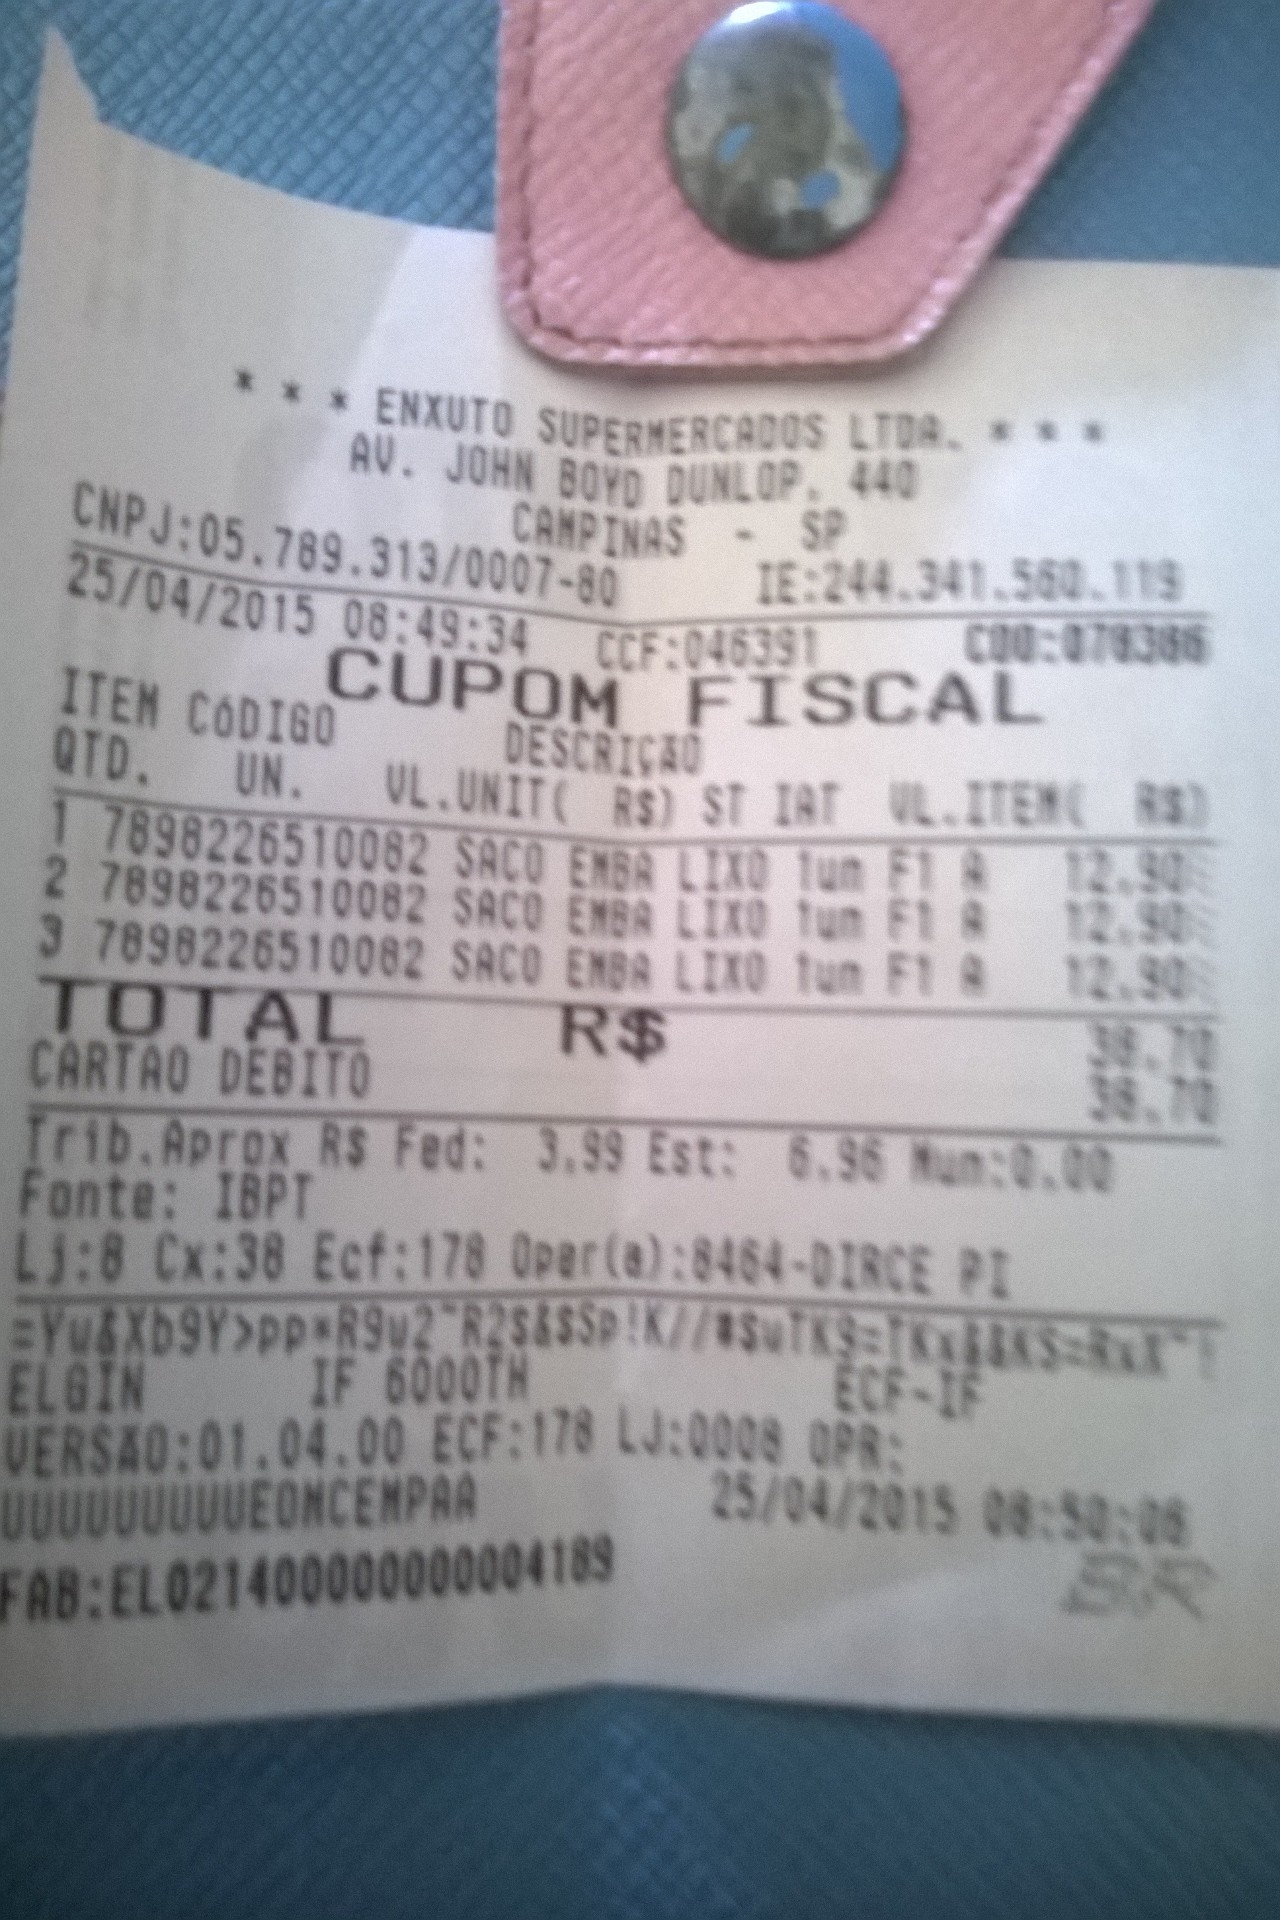 * * * ENXUTO SUPERMERCADOS LTDA. * * *
AV. JOHN BOYD DUNLOP, 440
CAMPINAS - SP
CNPJ:05.789.313/0007-80 IE:244.341.560.119
25/04/2015 08:49:34 CCF:046391 COO:078386
CUPOM FISCAL
ITEM CóDIGO DESCRIÇãO
QTD. UN. VL.UNIT( R$) ST IAT VL.ITEM( R$)
1 7898226510082 SACO EMBA LIXO 1un F1 A 12.90
2 7898226510082 SACO EMBA LIXO 1un F1 A 12.90
3 7898226510082 SACO EMBA LIXO 1un F1 A 12.90
TOTAL R$ 38.70
CARTAO DEBITO 38.70
Trib.Aprox R$ Fed: 3.99 Est: 6.96 Mun:0.00
Fonte: IBPT
Lj:8 Cx:38 Ecf:178 Oper(a):8464-DIRCE PI
ELGIN IF 6000TH ECF-IF
VERSãO:01.04.00 ECF:178 LJ:0008 OPR:
UUUUUUUUUEOMCEMPAA 25/04/2015 08:50:06
FAB:EL021400000000004189 BR